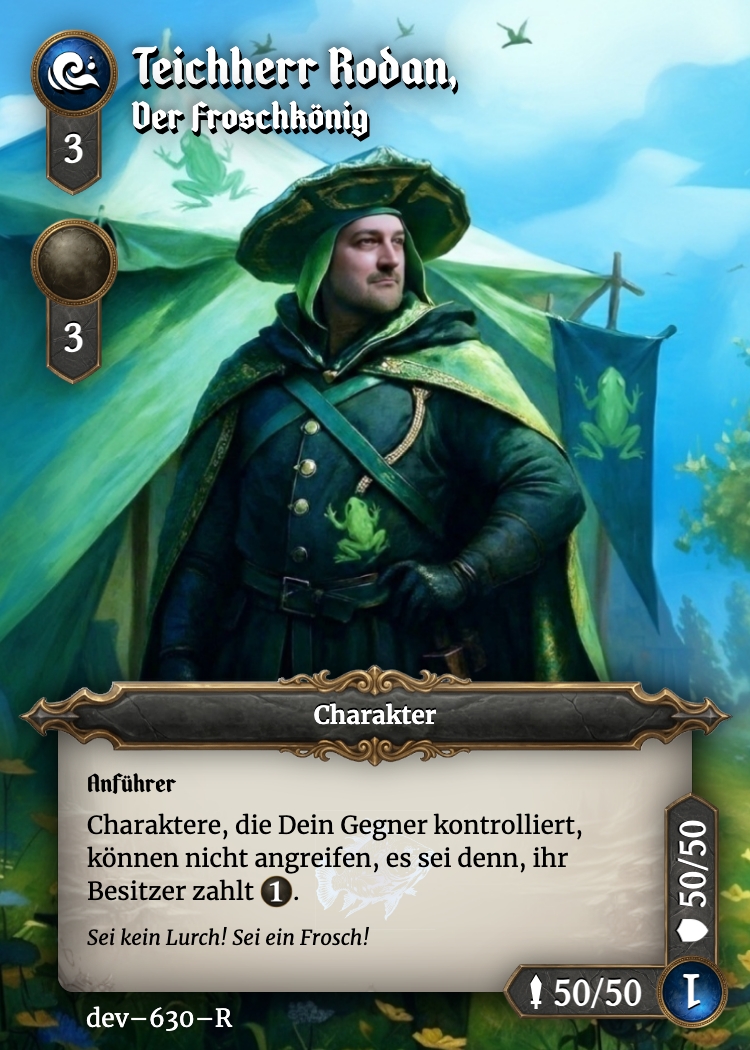 Teichherr Rodan,
Der Froschkönig
3
3
Charakter
Anführer
Charaktere, die Dein Gegner kontrolliert,
können nicht angreifen, es sei denn, ihr
Besitzer zahlt 1.
Sei kein Lurch! Sei ein Frosch!
50/50
50/50
1
dev–630–R